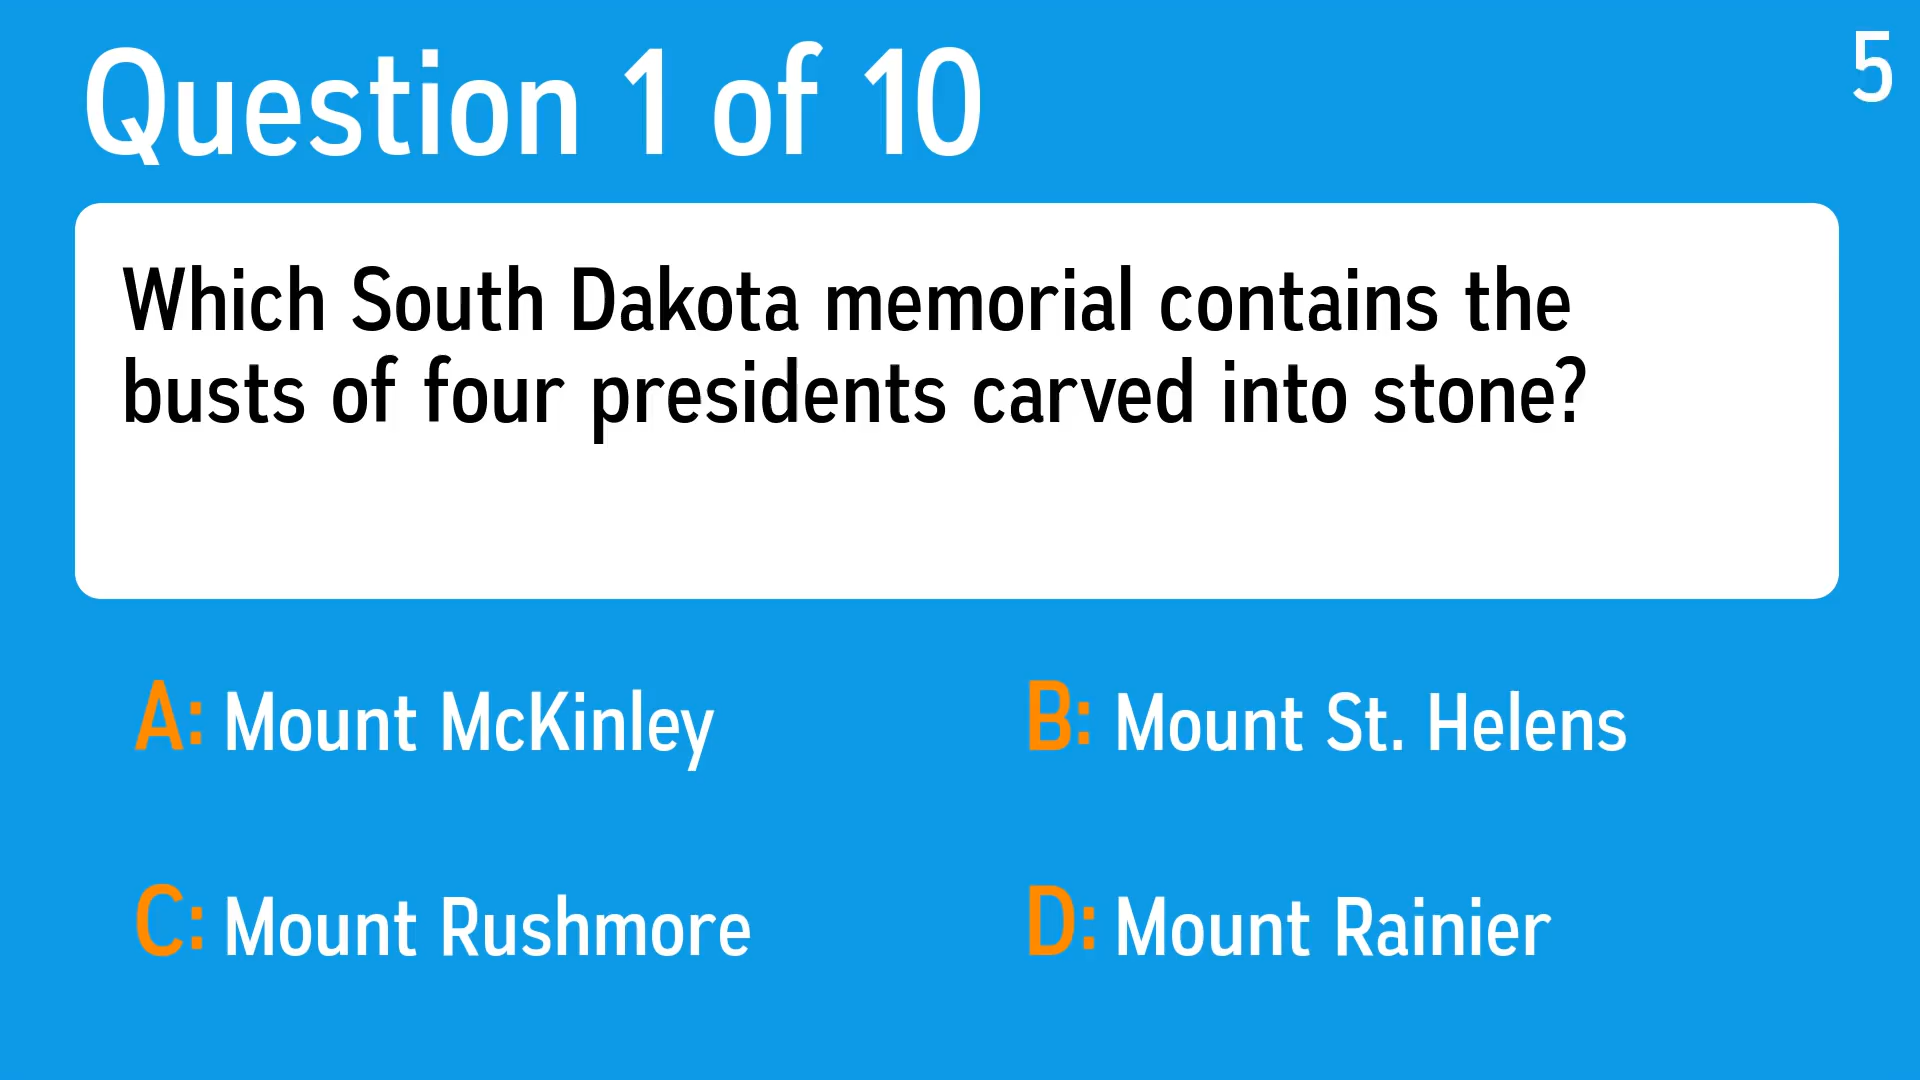 Question 1 of 10
5
Which South Dakota memorial contains the
busts of four presidents carved into stone?
A: Mount McKinley
B: Mount St. Helens
C: Mount Rushmore
D: Mount Rainier